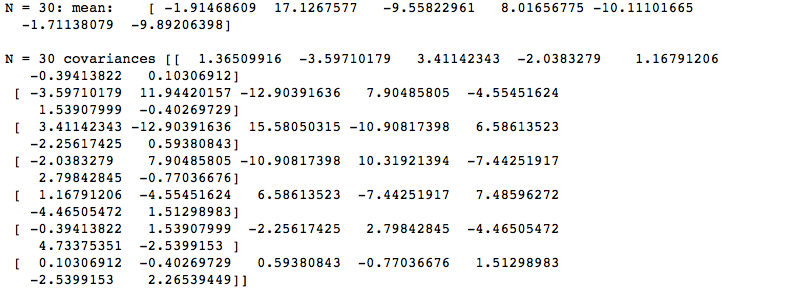 N = 30: mean: [ -1.91468609 17.1267577 -9.55822961 8.01656775 -10.11101665
-1.71138079 -9.89206398]
N = 30 covariances [[ 1.36509916 -3.59710179 3.41142343 -2.0383279 1.16791206
-0.39413822 0.10306912]
[ -3.59710179 11.94420157 -12.90391636 7.90485805 -4.55451624
1.53907999 -0.40269729]
[ 3.41142343 -12.90391636 15.58050315 -10.90817398 6.58613523
-2.25617425 0.59380843]
[ -2.0383279 7.90485805 -10.90817398 10.31921394 -7.44251917
2.79842845 -0.77036676]
[ 1.16791206 -4.55451624 6.58613523 -7.44251917 7.48596272
-4.46505472 1.51298983]
[ -0.39413822 1.53907999 -2.25617425 2.79842845 -4.46505472
4.73375351 -2.5399153 ]
[ 0.10306912 -0.40269729 0.59380843 -0.77036676 1.51298983
-2.5399153 2.26539449]]